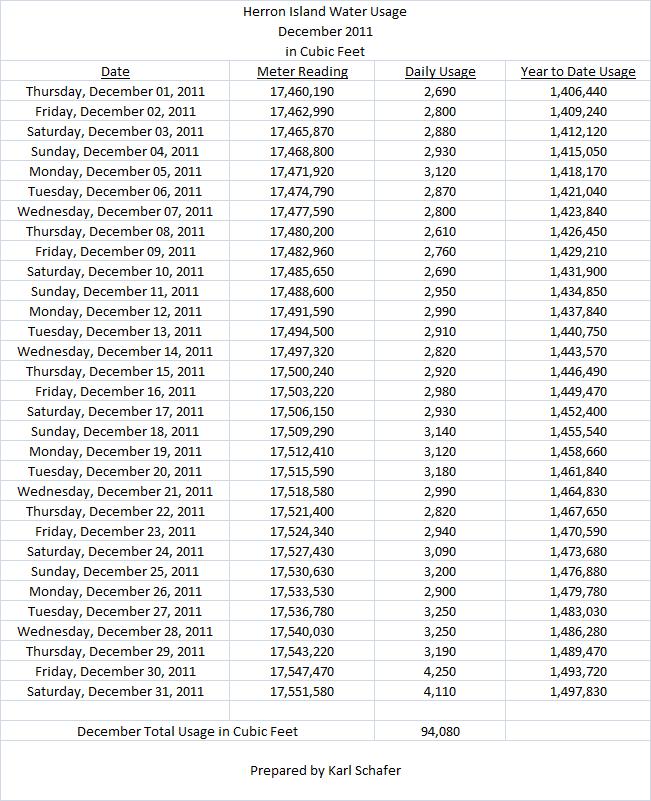 Herron Island Water Usage
December 2011
in Cubic Feet
Date Meter Reading Daily Usage Year to Date Usage
Thursday, December 01, 2011 17,460,190 2,690 1,406,440
Friday, December 02, 2011 17,462,990 2,800 1,409,240
Saturday, December 03, 2011 17,465,870 2,880 1,412,120
Sunday, December 04, 2011 17,468,800 2,930 1,415,050
Monday, December 05, 2011 17,471,920 3,120 1,418,170
Tuesday, December 06, 2011 17,474,790 2,870 1,421,040
Wednesday, December 07, 2011 17,477,590 2,800 1,423,840
Thursday, December 08, 2011 17,480,200 2,610 1,426,450
Friday, December 09, 2011 17,482,960 2,760 1,429,210
Saturday, December 10, 2011 17,485,650 2,690 1,431,900
Sunday, December 11, 2011 17,488,600 2,950 1,434,850
Monday, December 12, 2011 17,491,590 2,990 1,437,840
Tuesday, December 13, 2011 17,494,500 2,910 1,440,750
Wednesday, December 14, 2011 17,497,320 2,820 1,443,570
Thursday, December 15, 2011 17,500,240 2,920 1,446,490
Friday, December 16, 2011 17,503,220 2,980 1,449,470
Saturday, December 17, 2011 17,506,150 2,930 1,452,400
Sunday, December 18, 2011 17,509,290 3,140 1,455,540
Monday, December 19, 2011 17,512,410 3,120 1,458,660
Tuesday, December 20, 2011 17,515,590 3,180 1,461,840
Wednesday, December 21, 2011 17,518,580 2,990 1,464,830
Thursday, December 22, 2011 17,521,400 2,820 1,467,650
Friday, December 23, 2011 17,524,340 2,940 1,470,590
Saturday, December 24, 2011 17,527,430 3,090 1,473,680
Sunday, December 25, 2011 17,530,630 3,200 1,476,880
Monday, December 26, 2011 17,533,530 2,900 1,479,780
Tuesday, December 27, 2011 17,536,780 3,250 1,483,030
Wednesday, December 28, 2011 17,540,030 3,250 1,486,280
Thursday, December 29, 2011 17,543,220 3,190 1,489,470
Friday, December 30, 2011 17,547,470 4,250 1,493,720
Saturday, December 31, 2011 17,551,580 4,110 1,497,830
December Total Usage in Cubic Feet 94,080
Prepared by Karl Schafer